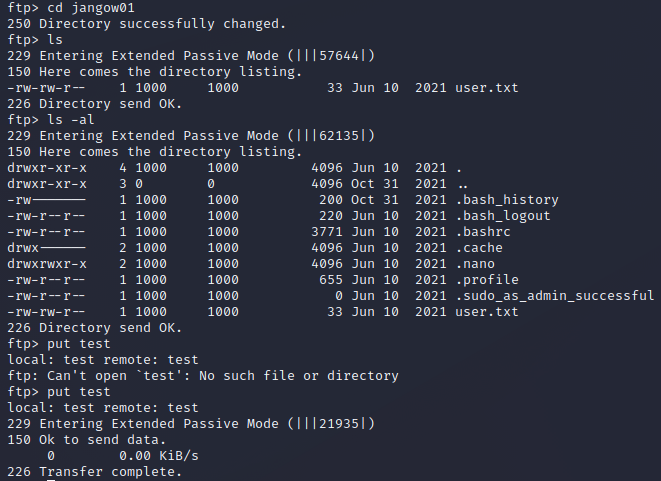 ftp> cd jangow01
250 Directory successfully changed.
ftp> ls
229 Entering Extended Passive Mode (|||57644|)
150 Here comes the directory listing.
-rw-rw-r--    1 1000     1000           33 Jun 10  2021 user.txt
226 Directory send OK.
ftp> ls -al
229 Entering Extended Passive Mode (|||62135|)
150 Here comes the directory listing.
drwxr-xr-x    4 1000     1000         4096 Jun 10  2021 .
drwxr-xr-x    3 0        0            4096 Oct 31  2021 ..
-rw-------    1 1000     1000          200 Oct 31  2021 .bash_history
-rw-r--r--    1 1000     1000          220 Jun 10  2021 .bash_logout
-rw-r--r--    1 1000     1000         3771 Jun 10  2021 .bashrc
drwx------    2 1000     1000         4096 Jun 10  2021 .cache
drwxrwxr-x    2 1000     1000         4096 Jun 10  2021 .nano
-rw-r--r--    1 1000     1000          655 Jun 10  2021 .profile
-rw-r--r--    1 1000     1000            0 Jun 10  2021 .sudo_as_admin_successful
-rw-rw-r--    1 1000     1000           33 Jun 10  2021 user.txt
226 Directory send OK.
ftp> put test
local: test remote: test
ftp: Can't open `test': No such file or directory
ftp> put test
local: test remote: test
229 Entering Extended Passive Mode (|||21935|)
150 Ok to send data.
     0        0.00 KiB/s
226 Transfer complete.